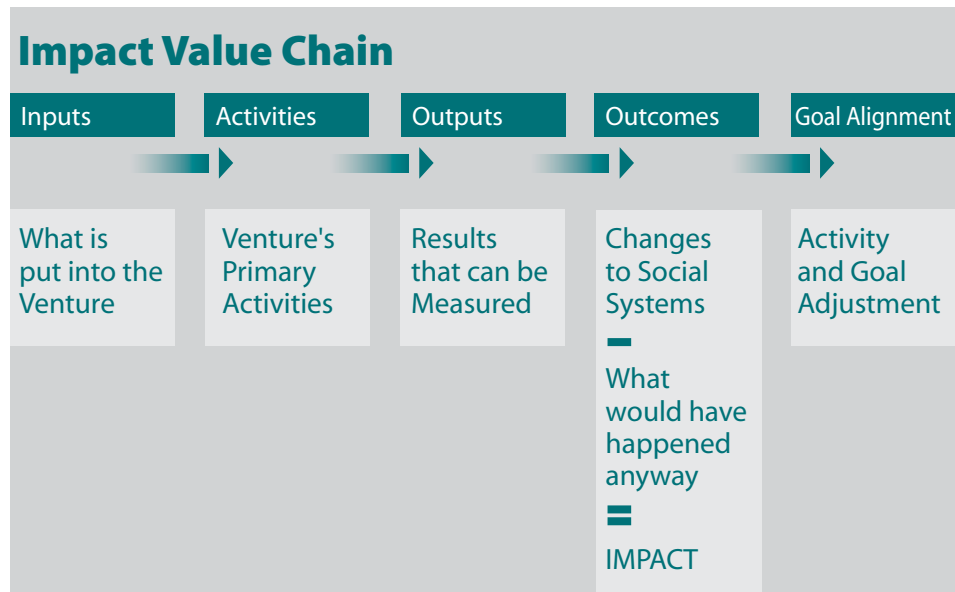 Impact Value Chain
Inputs
Activities
Outputs
Outcomes
Goal Alignment
What is
put into the
Venture
Venture's
Primary
Activities
Results
that can be
Measured
Changes
to Social
Systems
–
What
would have
happened
anyway
=
IMPACT
Activity
and Goal
Adjustment